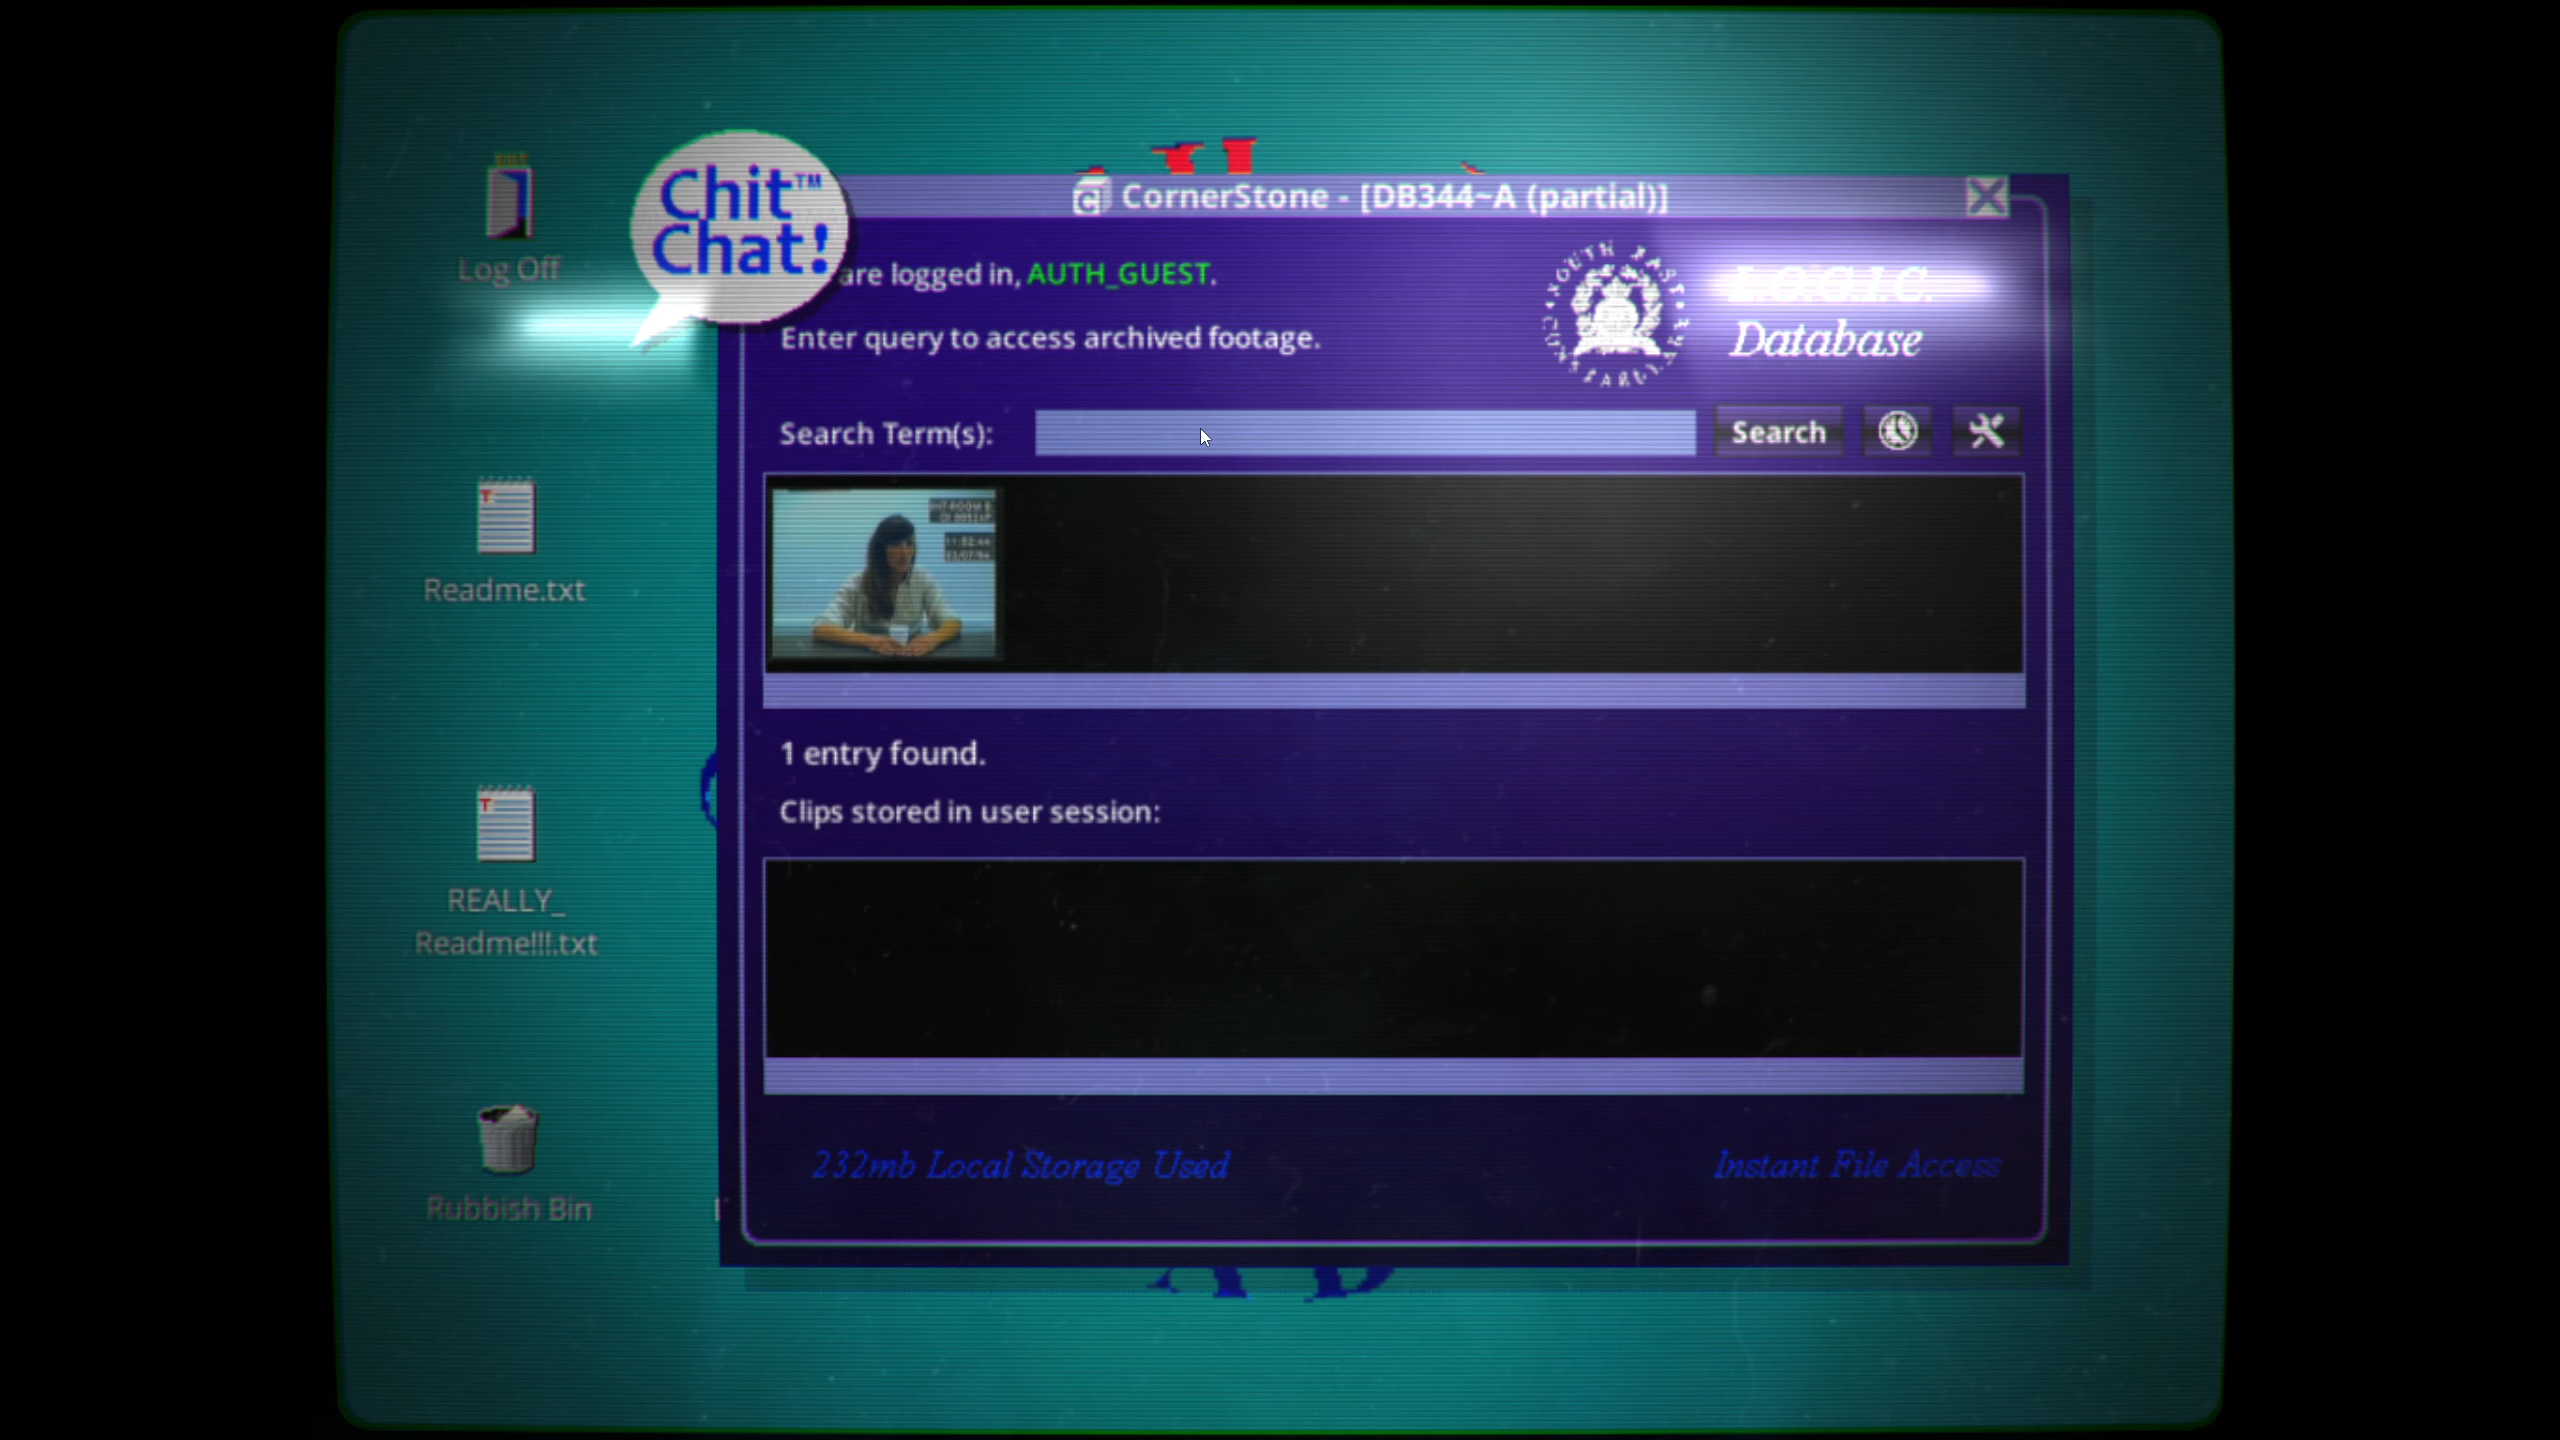 Log Off
Chit™
Chat!
CornerStone - [DB344~A (partial)]
are logged in, AUTH_GUEST.
Enter query to access archived footage.
L.O.G.I.C.
Database
Search Term(s):
Search
Readme.txt
1 entry found.
Clips stored in user session:
REALLY_
Readme!!!.txt
232mb Local Storage Used
Instant File Access
Rubbish Bin